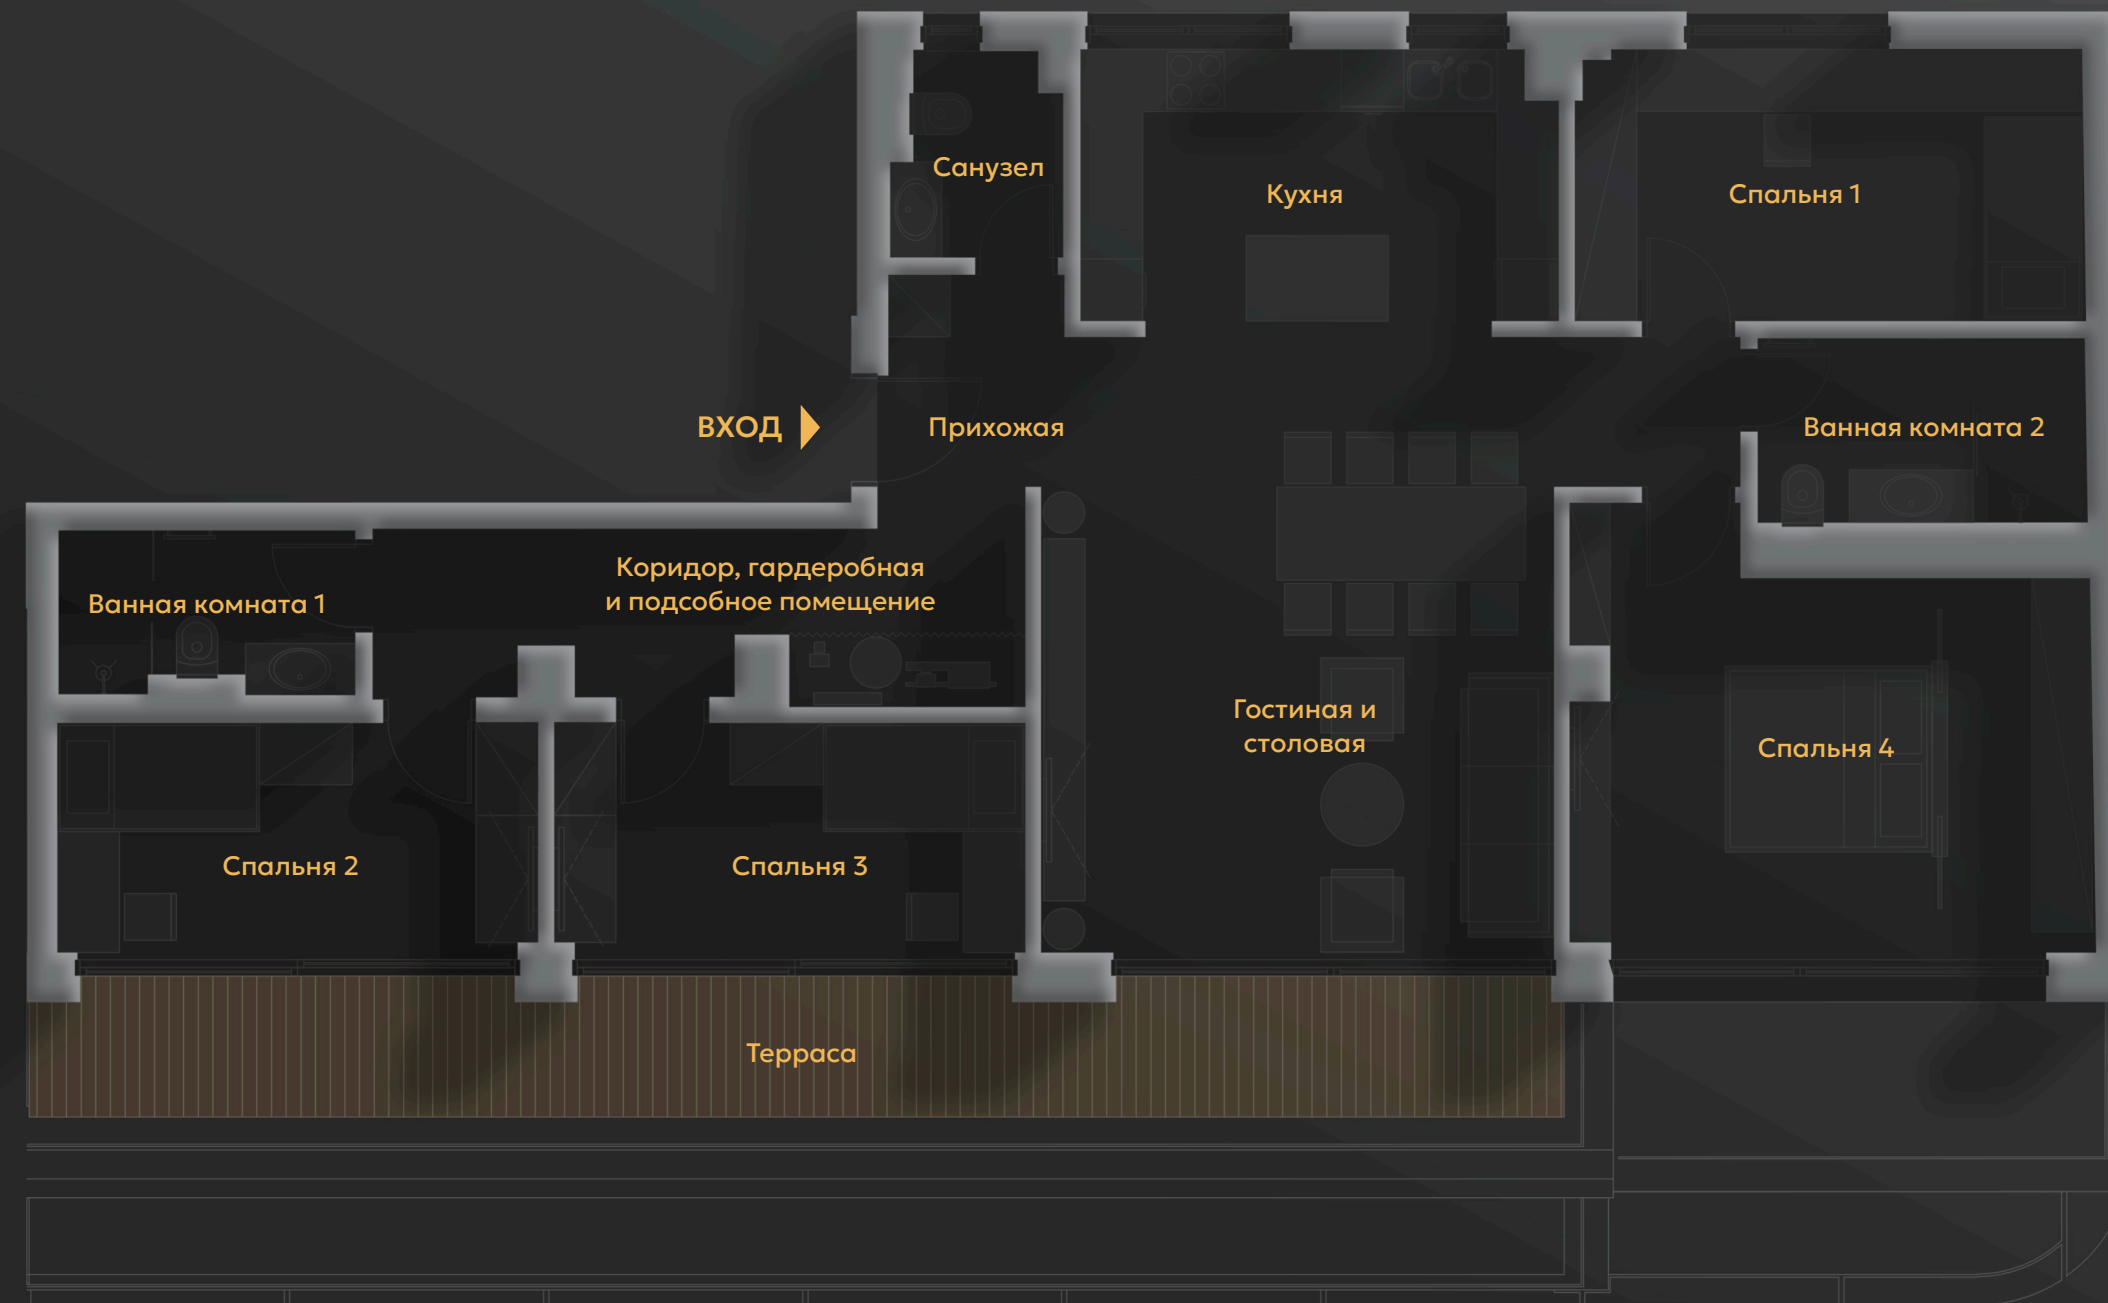 Санузел
Кухня
Спальня 1
ВХОД
Прихожая
Ванная комната 2
Коридор, гардеробная
и подсобное помещение
Ванная комната 1
Гостиная и
столовая
Спальня 4
Спальня 2
Спальня 3
Терраса